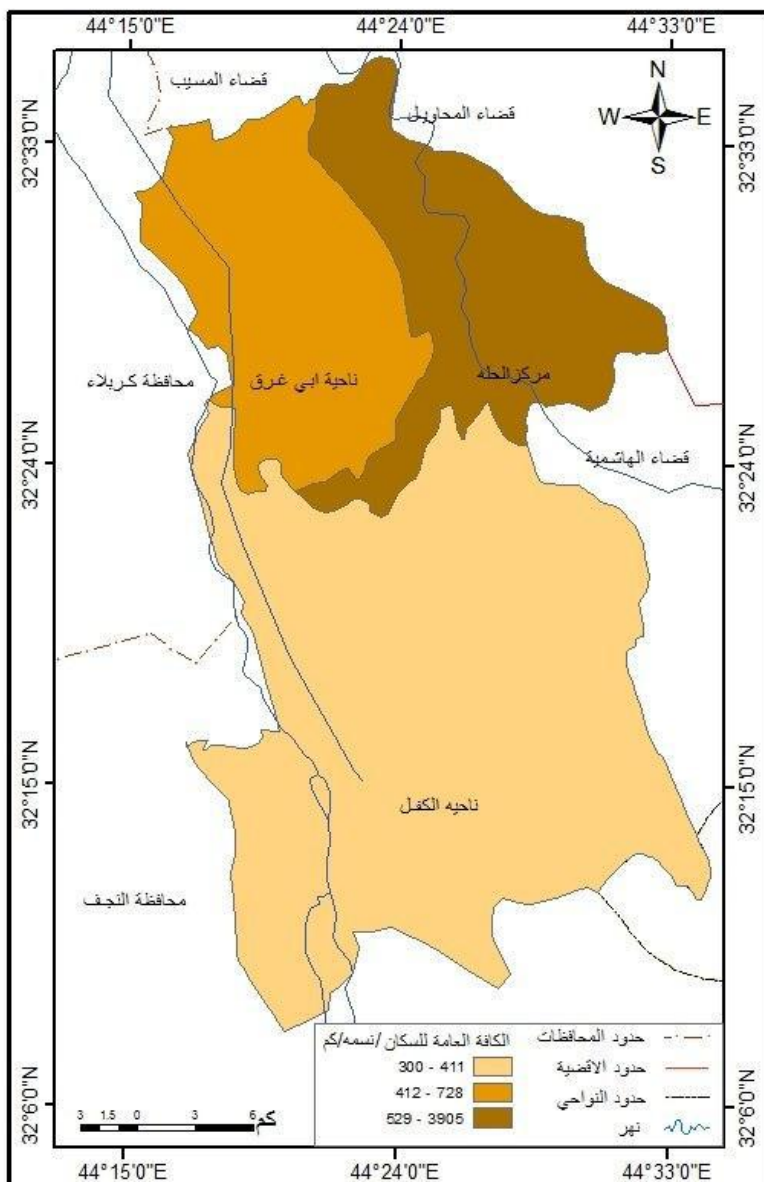 44°15'0"E
44°24'0"E
44°33'0"E
N
W E
S
قضاء المسيب
قضاء المحاويل
32°33'0"N
32°33'0"N
محافظة كربلاء
ناحية ابي غرق
مركزالحله
32°24'0"N
قضاء الهاشمية
32°24'0"N
32°15'0"N
32°15'0"N
ناحيه الكفل
محافظة النجف
الكافة العامة للسكان /نسمه/كم
300 - 411
412 - 728
529 - 3905
حدود المحافظات
حدود الاقضية
حدود النواحي
نهر
3 1.5 0 3 6
كم
32°6'0"N
32°6'0"N
44°15'0"E
44°24'0"E
44°33'0"E